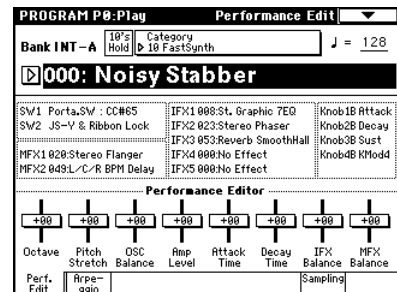 PROGRAM P0:Play Performance Edit
Bank INT-A 10's Hold Category 10 FastSynth ♩= 128
000: Noisy Stabber
SW1 Porta.SW : CC#65
SW2 JS-Y & Ribbon Lock
MFX1 020:Stereo Flanger
MFX2 049:L/C/R BPM Delay
IFX1 008:St. Graphic 7EQ
IFX2 023:Stereo Phaser
IFX3 053:Reverb SmoothHall
IFX4 000:No Effect
IFX5 000:No Effect
Knob1B Attack
Knob2B Decay
Knob3B Sust
Knob4B KMod4
Performance Editor
+00 +00 +00 +00 +00 +00 +00 +00
Octave Pitch Stretch OSC Balance Amp Level Attack Time Decay Time IFX Balance MFX Balance
Perf. Edit Arpe- ggio Sampling